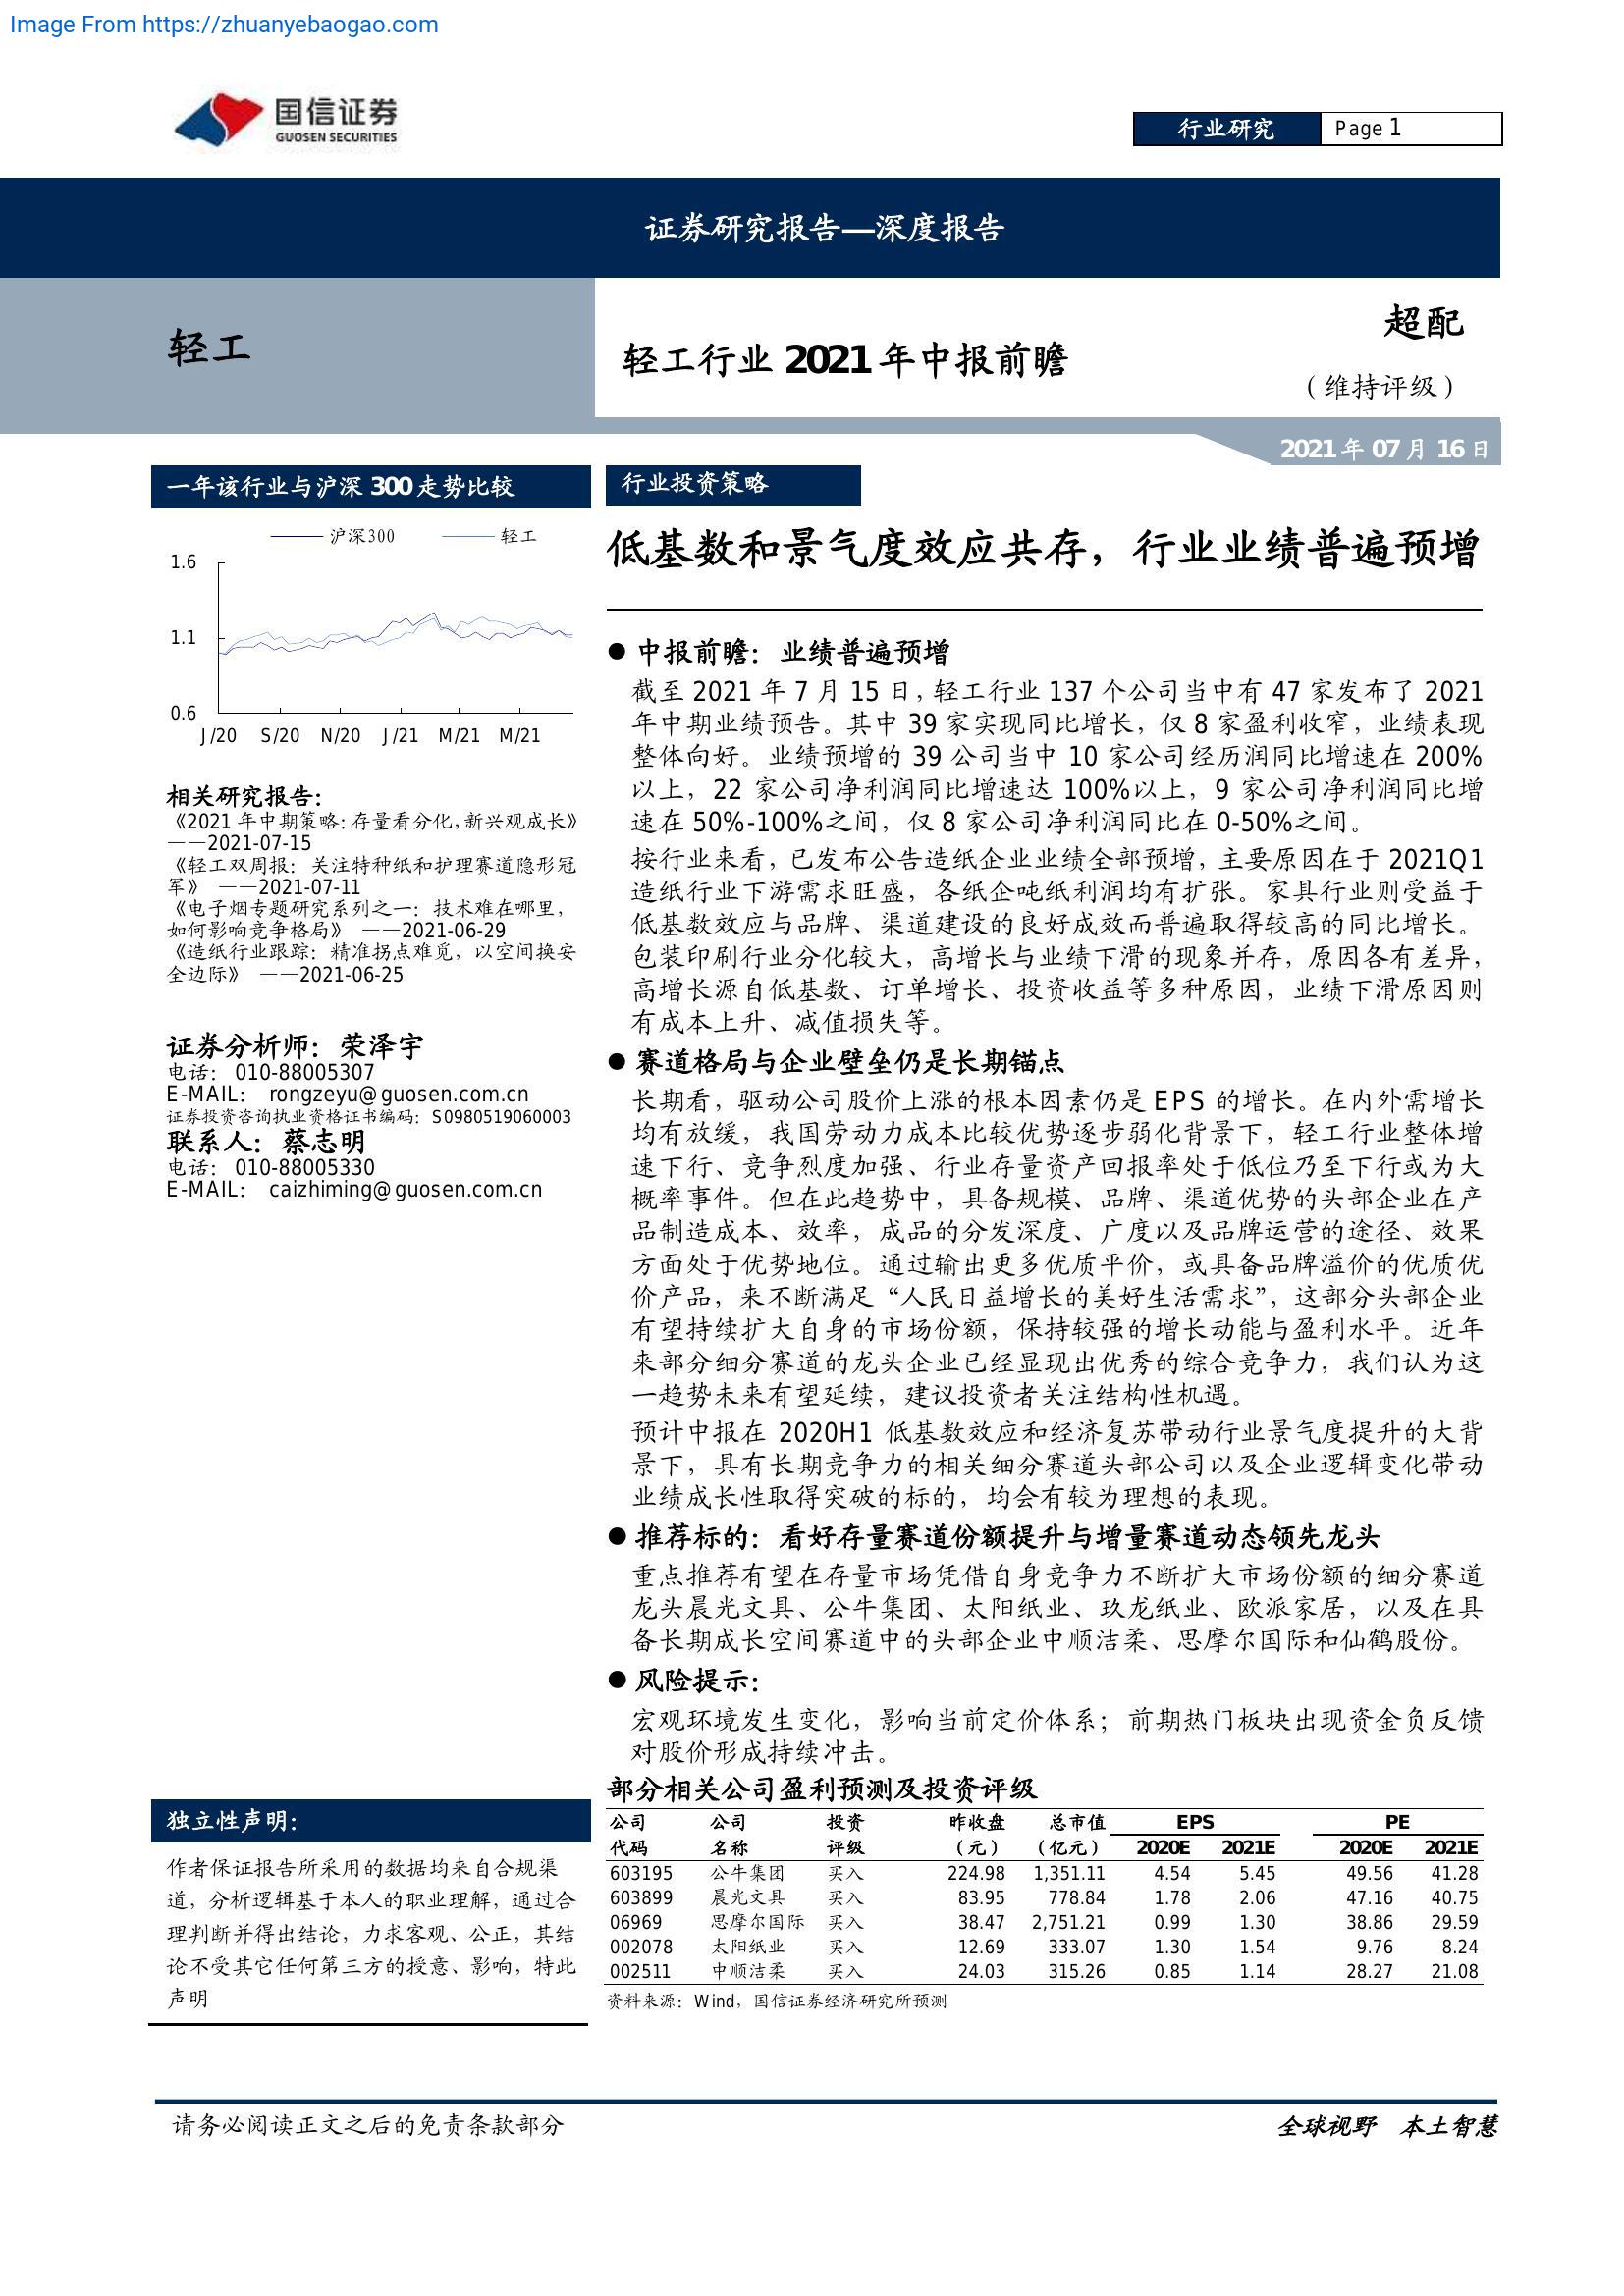 Image From https://zhuanyebaogao.com
国信证券
GUOSEN SECURITIES
行业研究
Page 1
证券研究报告—深度报告
轻工
轻工行业 2021 年中报前瞻
超配
（维持评级）
2021 年 07 月 16 日
一年该行业与沪深 300 走势比较
沪深300 轻工
1.6
1.1
0.6
J/20 S/20 N/20 J/21 M/21 M/21
相关研究报告：
《2021 年中期策略：存量看分化，新兴观成长》
——2021-07-15
《轻工双周报：关注特种纸和护理赛道隐形冠
军》 ——2021-07-11
《电子烟专题研究系列之一：技术难在哪里，
如何影响竞争格局》 ——2021-06-29
《造纸行业跟踪：精准拐点难觅，以空间换安
全边际》 ——2021-06-25
证券分析师：荣泽宇
电话： 010-88005307
E-MAIL： rongzeyu@guosen.com.cn
证券投资咨询执业资格证书编码：S0980519060003
联系人：蔡志明
电话： 010-88005330
E-MAIL： caizhiming@guosen.com.cn
独立性声明：
作者保证报告所采用的数据均来自合规渠
道，分析逻辑基于本人的职业理解，通过合
理判断并得出结论，力求客观、公正，其结
论不受其它任何第三方的授意、影响，特此
声明
行业投资策略
低基数和景气度效应共存，行业业绩普遍预增
● 中报前瞻：业绩普遍预增
截至 2021 年 7 月 15 日，轻工行业 137 个公司当中有 47 家发布了 2021
年中期业绩预告。其中 39 家实现同比增长，仅 8 家盈利收窄，业绩表现
整体向好。业绩预增的 39 公司当中 10 家公司经历润同比增速在 200%
以上，22 家公司净利润同比增速达 100%以上，9 家公司净利润同比增
速在 50%-100%之间，仅 8 家公司净利润同比在 0-50%之间。
按行业来看，已发布公告造纸企业业绩全部预增，主要原因在于 2021Q1
造纸行业下游需求旺盛，各纸企吨纸利润均有扩张。家具行业则受益于
低基数效应与品牌、渠道建设的良好成效而普遍取得较高的同比增长。
包装印刷行业分化较大，高增长与业绩下滑的现象并存，原因各有差异，
高增长源自低基数、订单增长、投资收益等多种原因，业绩下滑原因则
有成本上升、减值损失等。
● 赛道格局与企业壁垒仍是长期锚点
长期看，驱动公司股价上涨的根本因素仍是 EPS 的增长。在内外需增长
均有放缓，我国劳动力成本比较优势逐步弱化背景下，轻工行业整体增
速下行、竞争烈度加强、行业存量资产回报率处于低位乃至下行或为大
概率事件。但在此趋势中，具备规模、品牌、渠道优势的头部企业在产
品制造成本、效率，成品的分发深度、广度以及品牌运营的途径、效果
方面处于优势地位。通过输出更多优质平价，或具备品牌溢价的优质优
价产品，来不断满足“人民日益增长的美好生活需求”，这部分头部企业
有望持续扩大自身的市场份额，保持较强的增长动能与盈利水平。近年
来部分细分赛道的龙头企业已经显现出优秀的综合竞争力，我们认为这
一趋势未来有望延续，建议投资者关注结构性机遇。
预计中报在 2020H1 低基数效应和经济复苏带动行业景气度提升的大背
景下，具有长期竞争力的相关细分赛道头部公司以及企业逻辑变化带动
业绩成长性取得突破的标的，均会有较为理想的表现。
● 推荐标的：看好存量赛道份额提升与增量赛道动态领先龙头
重点推荐有望在存量市场凭借自身竞争力不断扩大市场份额的细分赛道
龙头晨光文具、公牛集团、太阳纸业、玖龙纸业、欧派家居，以及在具
备长期成长空间赛道中的头部企业中顺洁柔、思摩尔国际和仙鹤股份。
● 风险提示：
宏观环境发生变化，影响当前定价体系；前期热门板块出现资金负反馈
对股价形成持续冲击。
部分相关公司盈利预测及投资评级
公司 公司 投资 昨收盘 总市值 EPS PE
代码 名称 评级 （元） （亿元） 2020E 2021E 2020E 2021E
603195 公牛集团 买入 224.98 1,351.11 4.54 5.45 49.56 41.28
603899 晨光文具 买入 83.95 778.84 1.78 2.06 47.16 40.75
06969 思摩尔国际 买入 38.47 2,751.21 0.99 1.30 38.86 29.59
002078 太阳纸业 买入 12.69 333.07 1.30 1.54 9.76 8.24
002511 中顺洁柔 买入 24.03 315.26 0.85 1.14 28.27 21.08
资料来源：Wind，国信证券经济研究所预测
请务必阅读正文之后的免责条款部分
全球视野 本土智慧